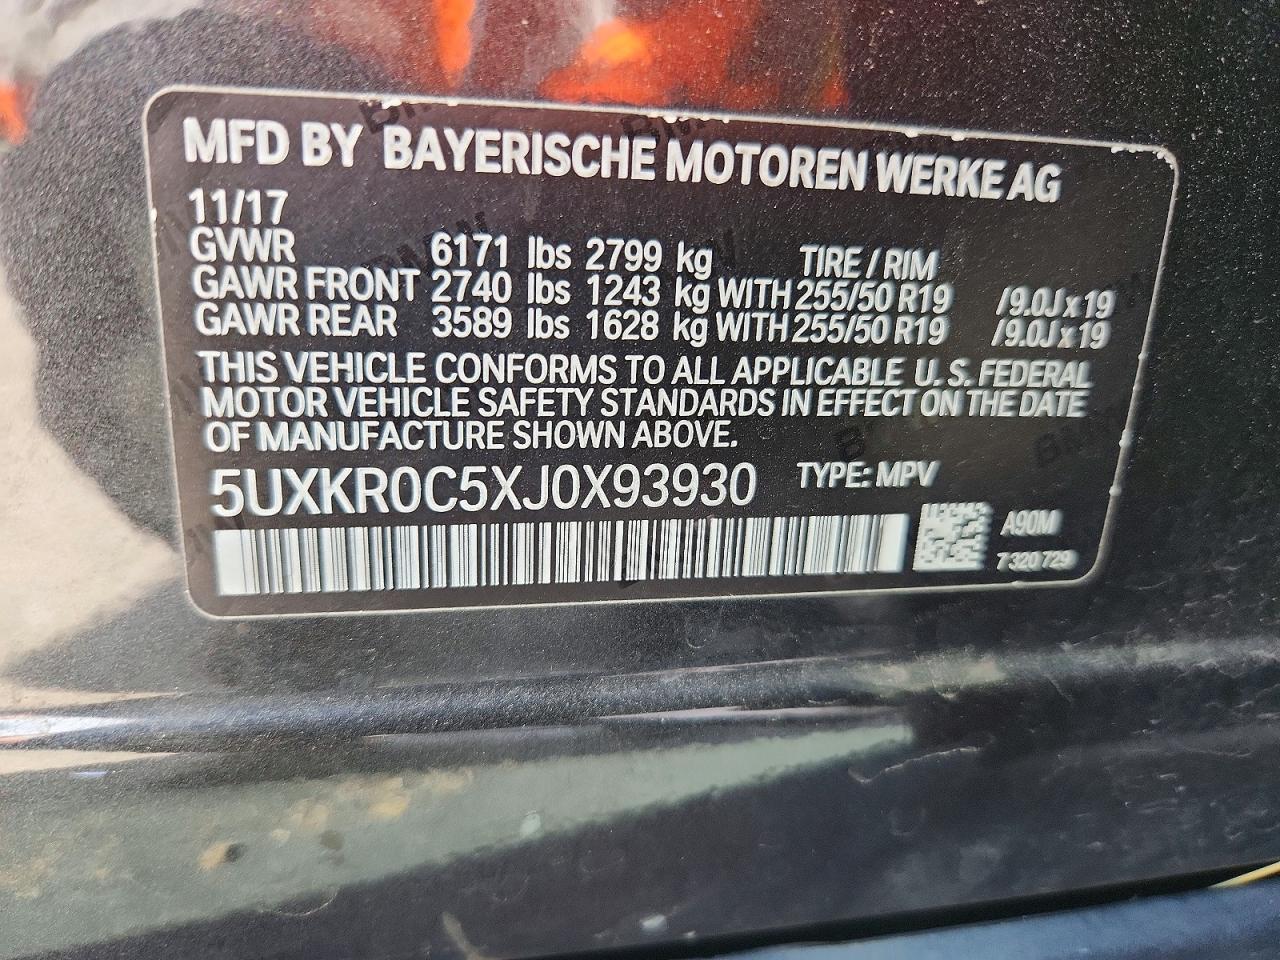 MFD BY BAYERISCHE MOTOREN WERKE AG
11/17
GVWR 6171 lbs 2799 kg TIRE / RIM
GAWR FRONT 2740 lbs 1243 kg WITH 255/50 R19 /9.0J x 19
GAWR REAR 3589 lbs 1628 kg WITH 255/50 R19 /9.0J x 19
THIS VEHICLE CONFORMS TO ALL APPLICABLE U.S. FEDERAL
MOTOR VEHICLE SAFETY STANDARDS IN EFFECT ON THE DATE
OF MANUFACTURE SHOWN ABOVE.
5UXKR0C5XJ0X93930 TYPE: MPV
A90M
7 320 729